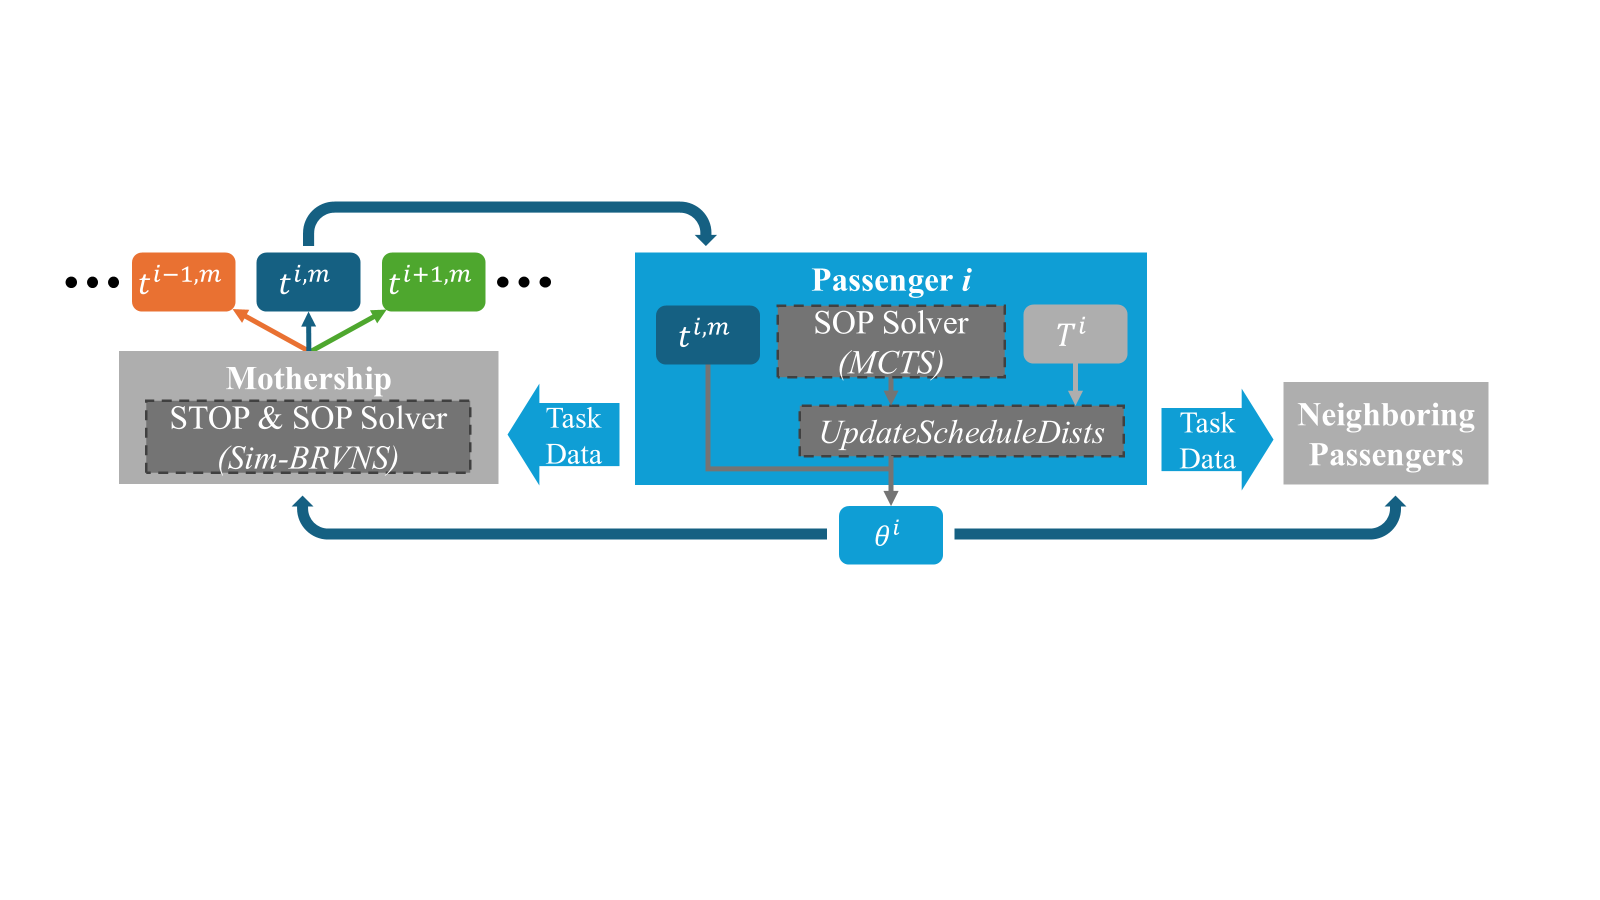 ••• t^{i−1,m} t^{i,m} t^{i+1,m} •••
Mothership
STOP & SOP Solver
(Sim-BRVNS)
Task
Data
Passenger i
t^{i,m}
SOP Solver
(MCTS)
T^i
UpdateScheduleDists
θ^i
Task
Data
Neighboring
Passengers